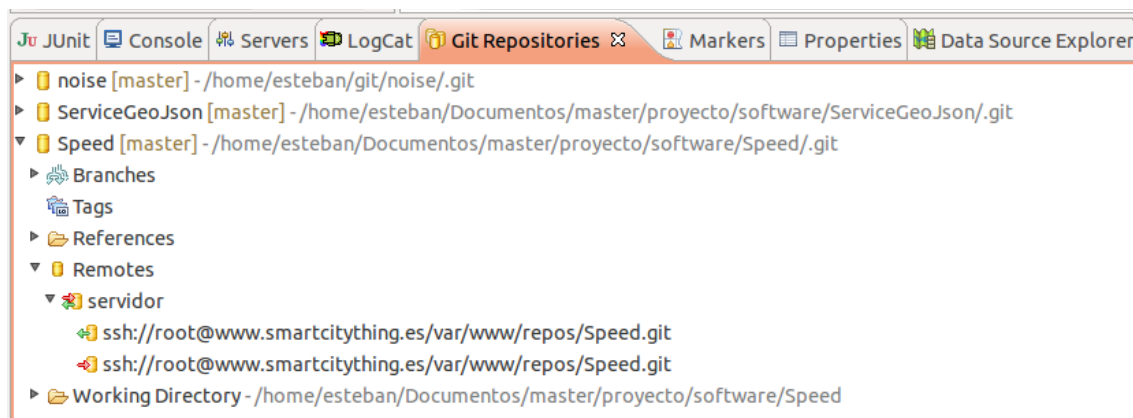 JUnit Console Servers LogCat Git Repositories Markers Properties Data Source Explorer
noise [master] - /home/esteban/git/noise/.git
ServiceGeoJson [master] - /home/esteban/Documentos/master/proyecto/software/ServiceGeoJson/.git
Speed [master] - /home/esteban/Documentos/master/proyecto/software/Speed/.git
Branches
Tags
References
Remotes
servidor
ssh://root@www.smartcitything.es/var/www/repos/Speed.git
ssh://root@www.smartcitything.es/var/www/repos/Speed.git
Working Directory - /home/esteban/Documentos/master/proyecto/software/Speed